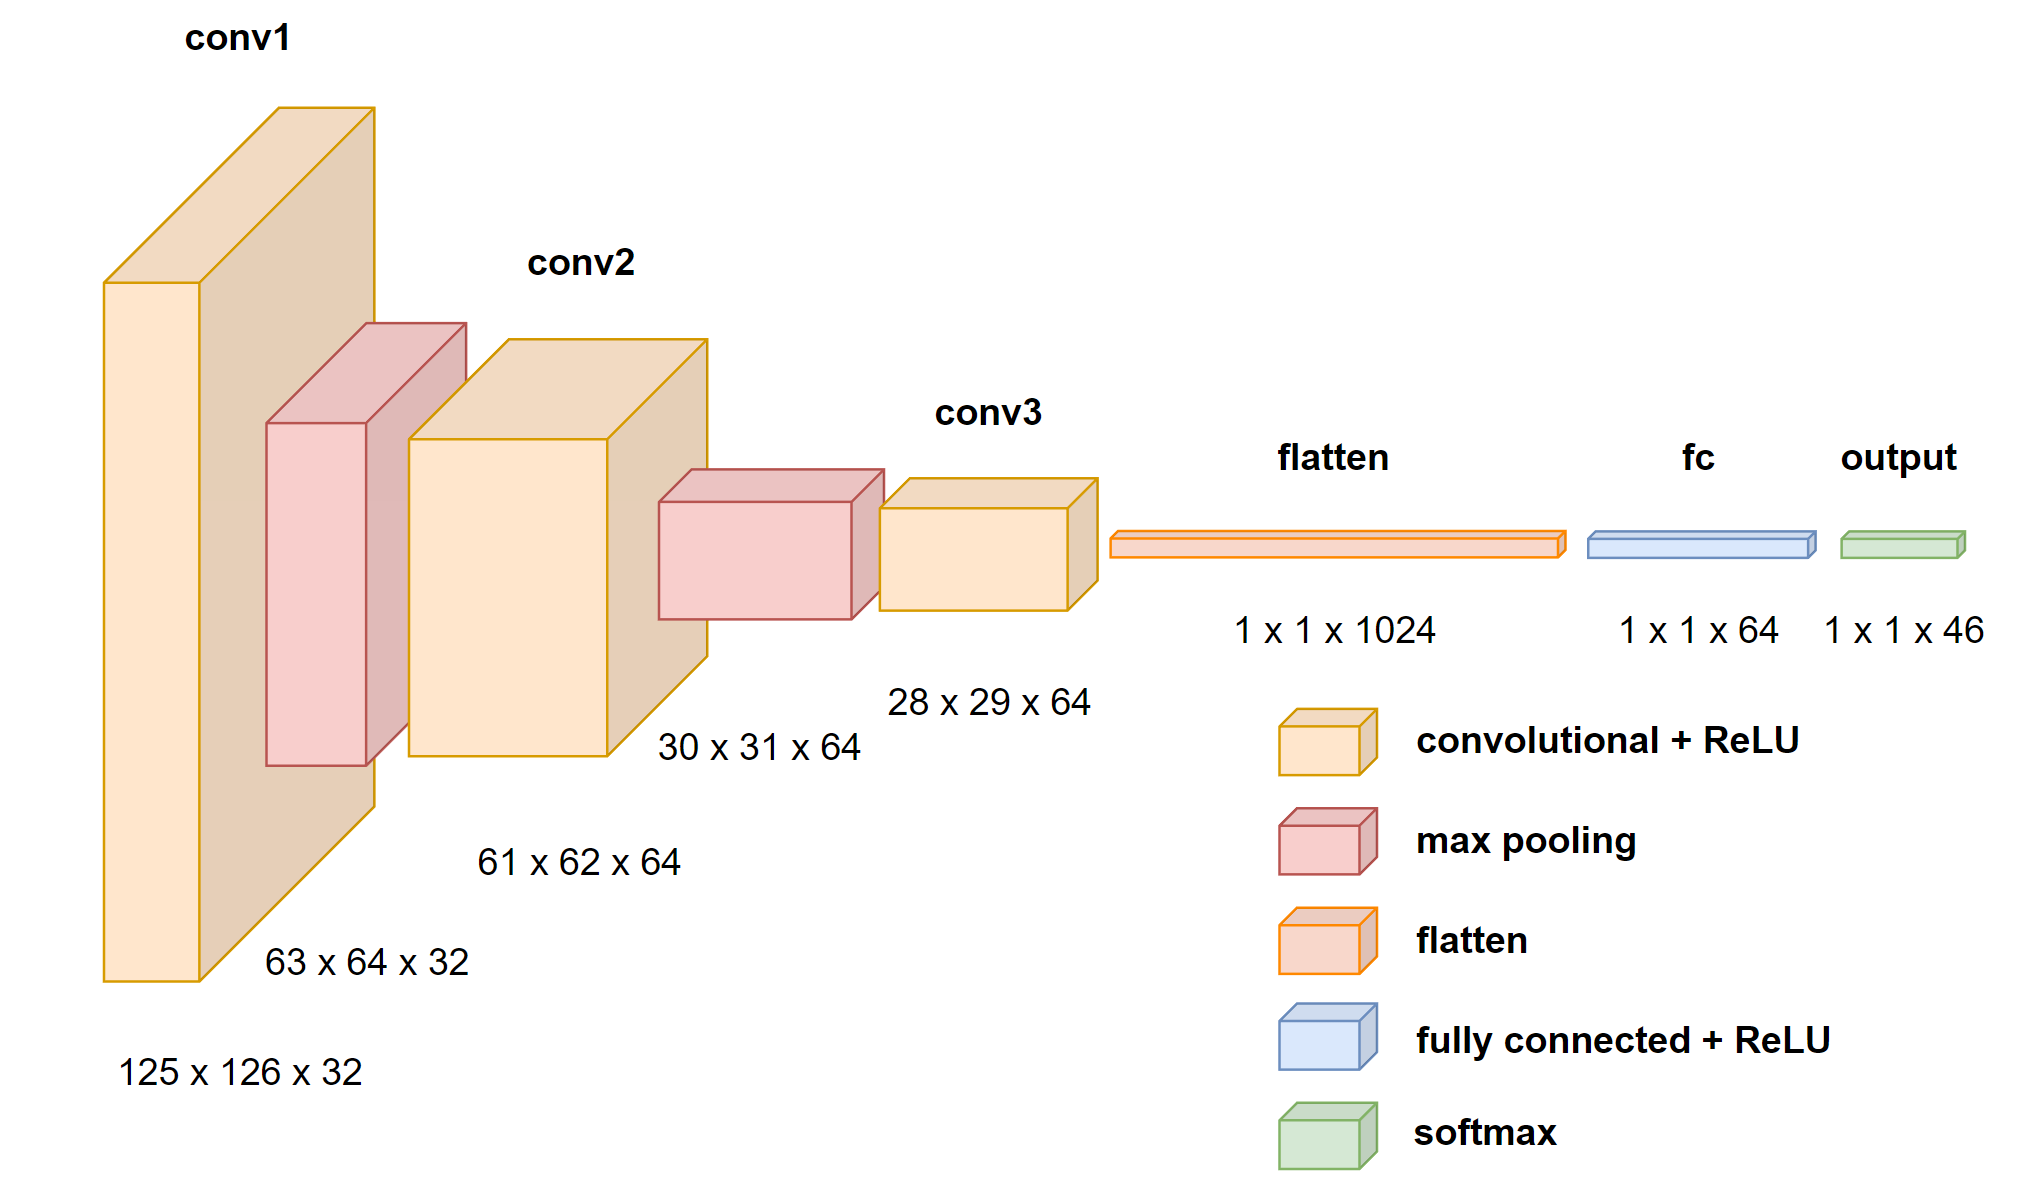 conv1
conv2
conv3
flatten
fc
output
125 x 126 x 32
63 x 64 x 32
61 x 62 x 64
30 x 31 x 64
28 x 29 x 64
1 x 1 x 1024
1 x 1 x 64
1 x 1 x 46
convolutional + ReLU
max pooling
flatten
fully connected + ReLU
softmax